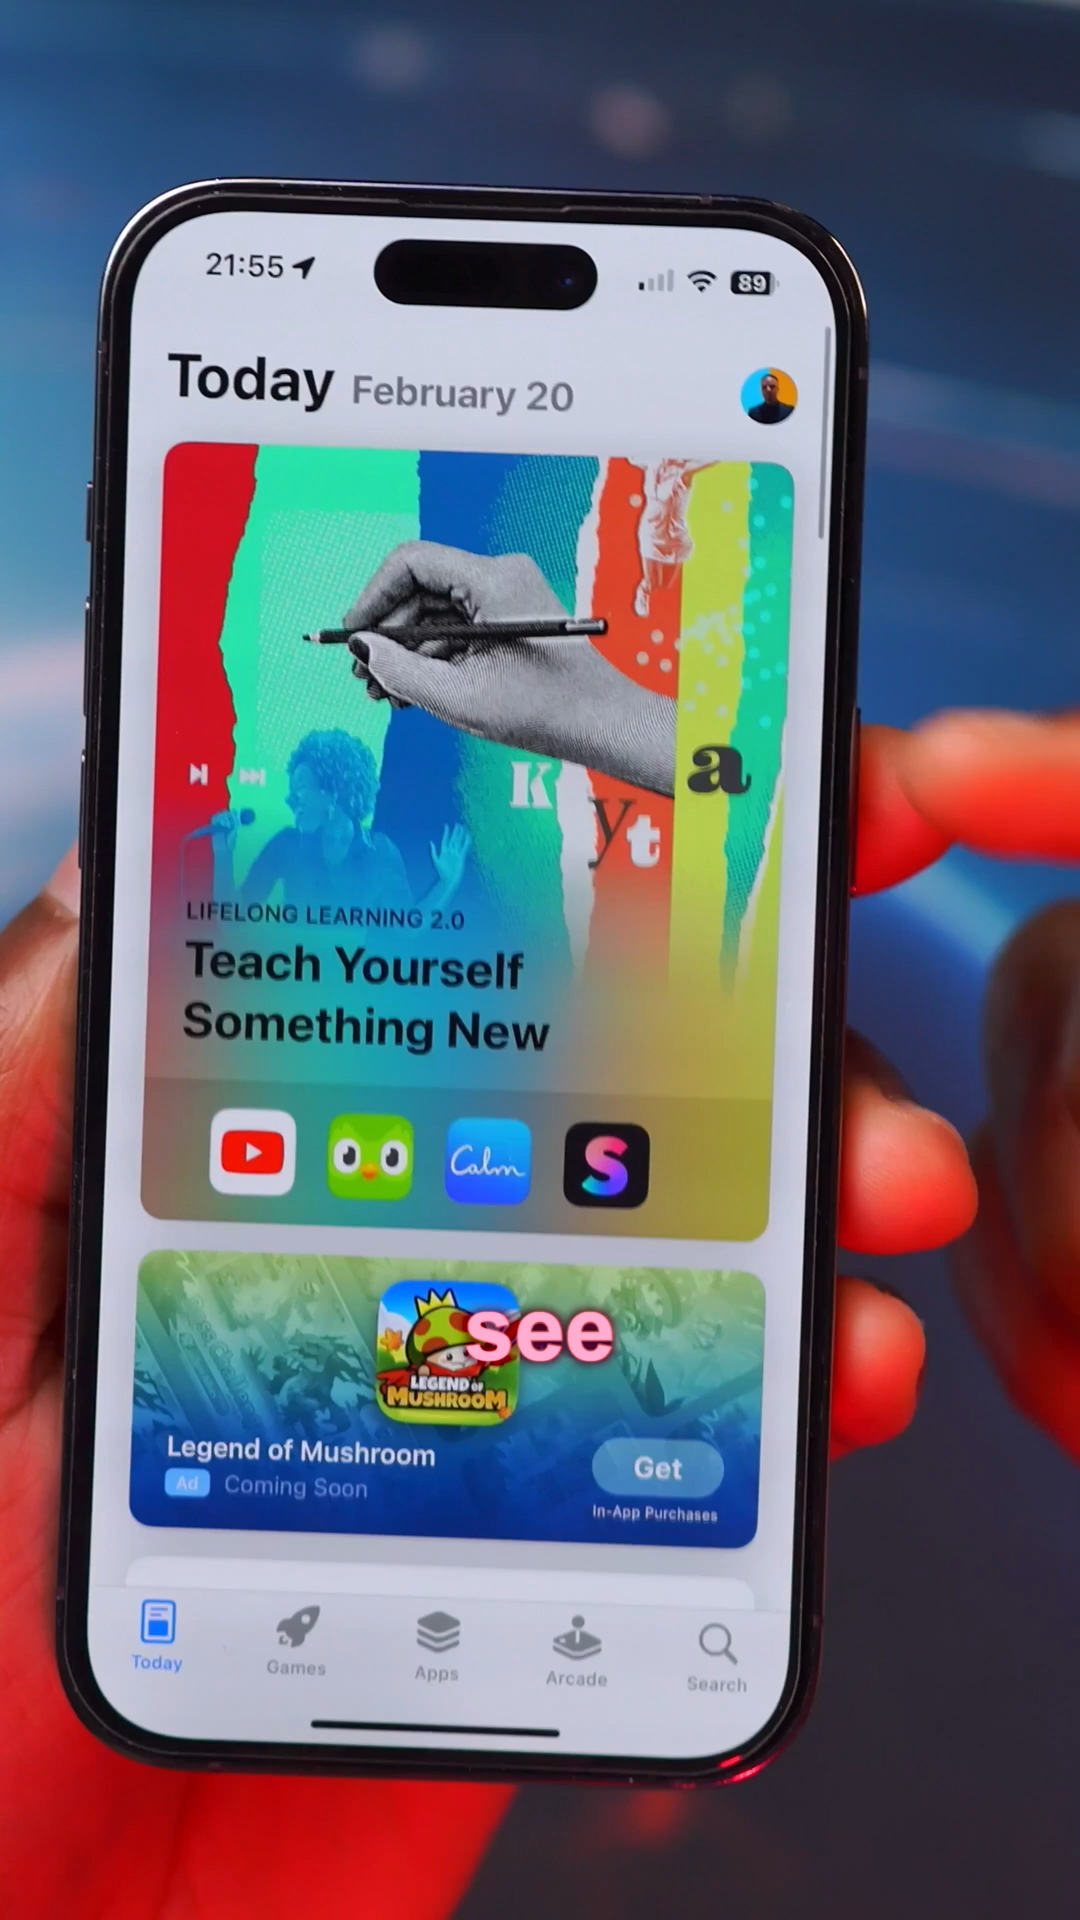 21:55
89
Today February 20
K
a
y
t
LIFELONG LEARNING 2.0
Teach Yourself
Something New
Calm
S
LEGEND OF
MUSHROOM
see
Legend of Mushroom
Get
Ad Coming Soon
In-App Purchases
Today
Games
Apps
Arcade
Search